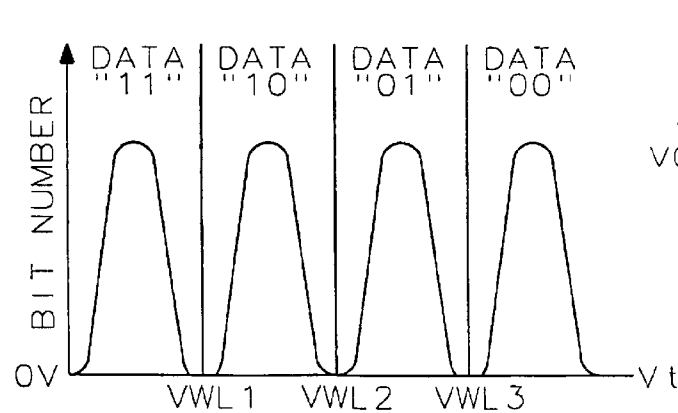 DATA "11"
DATA "10"
DATA "01"
DATA "00"
BIT NUMBER
0V
VWL1
VWL2
VWL3
Vt